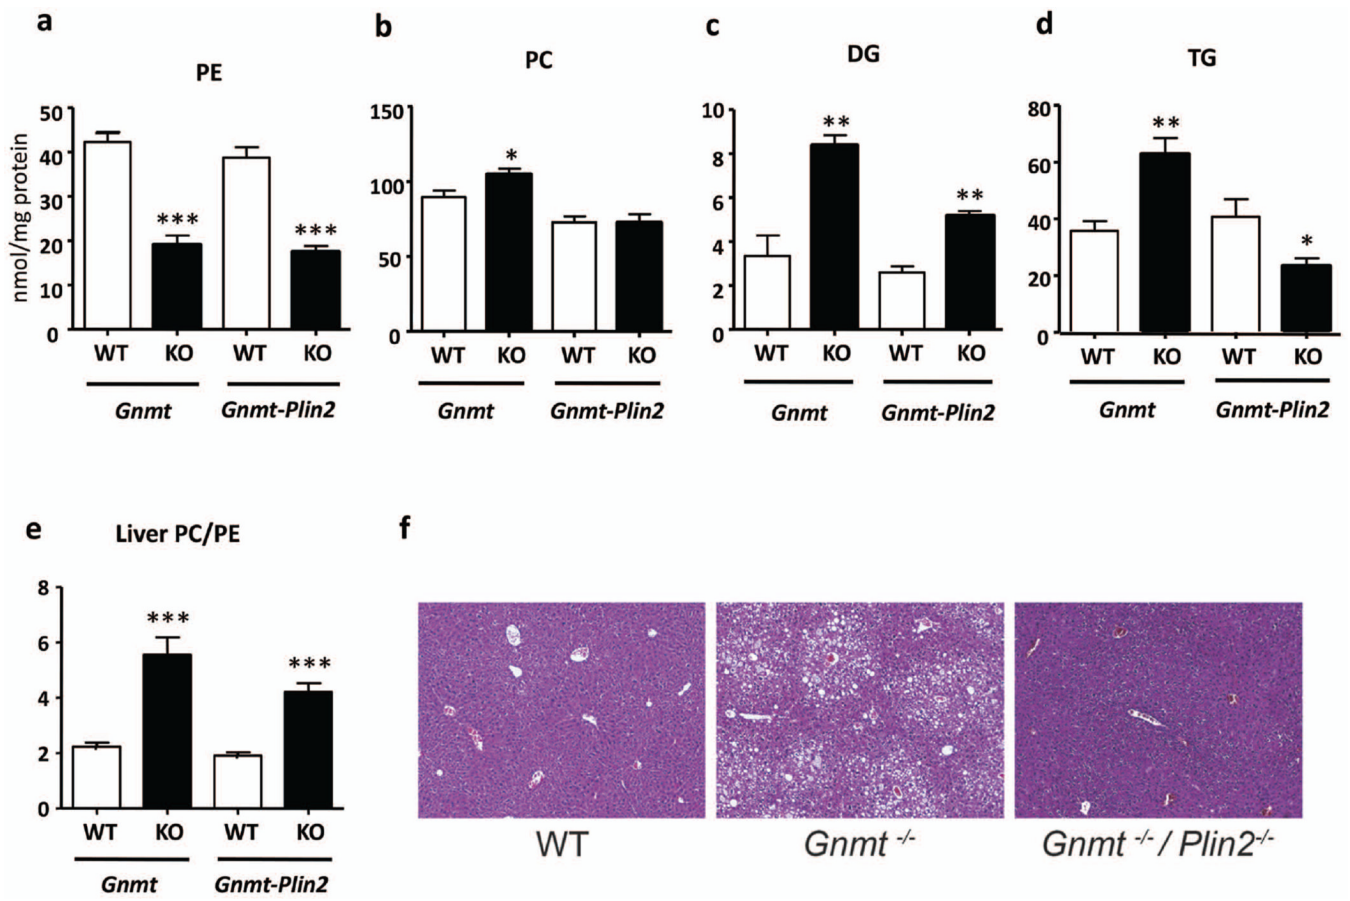 a
PE
nmol/mg protein
50
40
30
20
10
0
***
***
WT KO WT KO
Gnmt Gnmt-Plin2
b
PC
150
100
50
0
*
WT KO WT KO
Gnmt Gnmt-Plin2
c
DG
10
8
6
4
2
0
**
**
WT KO WT KO
Gnmt Gnmt-Plin2
d
TG
80
60
40
20
0
**
*
WT KO WT KO
Gnmt Gnmt-Plin2
e
Liver PC/PE
8
6
4
2
0
***
***
WT KO WT KO
Gnmt Gnmt-Plin2
f
WT
Gnmt -/-
Gnmt -/- / Plin2-/-